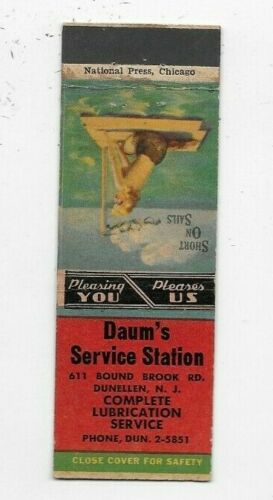 National Press, Chicago
SHORT
ON
SAILS
Pleasing Pleases
YOU US
Daum's
Service Station
611 BOUND BROOK RD.
DUNELLEN, N. J.
COMPLETE
LUBRICATION
SERVICE
PHONE, DUN. 2-5851
CLOSE COVER FOR SAFETY